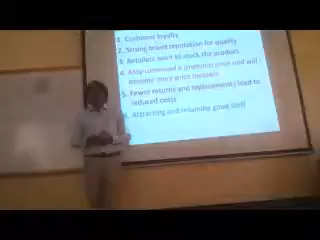 1. Customer loyalty
2. Strong brand reputation for quality
3. Retailers want to stock the product
4. May command a premium price and will
become more price inelastic
5. Fewer returns and replacements lead to
reduced costs
6. Attracting and retaining good staff